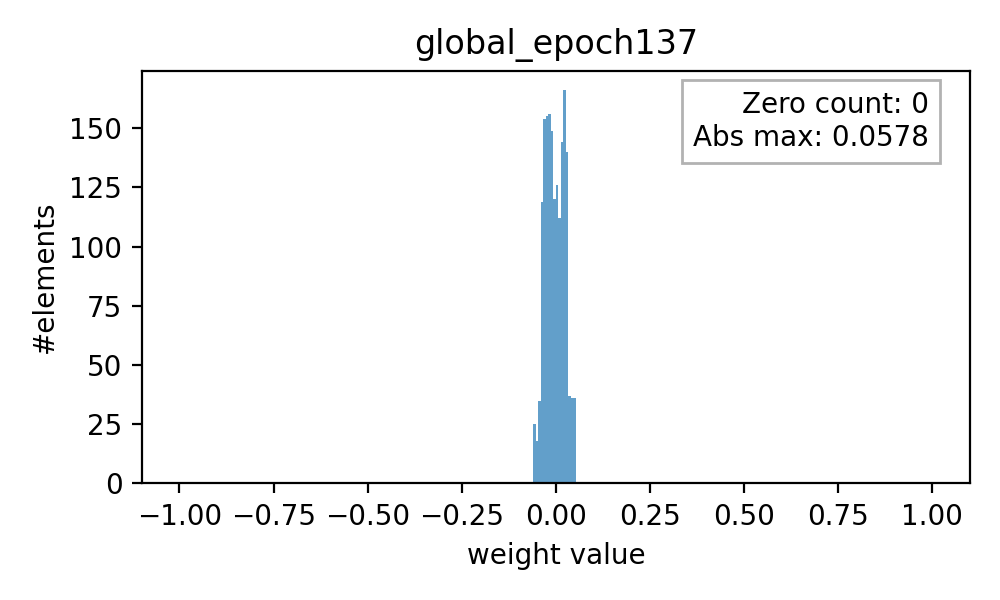 global_epoch137
Zero count: 0
Abs max: 0.0578
150
125
100
75
50
25
0
#elements
−1.00 −0.75 −0.50 −0.25 0.00 0.25 0.50 0.75 1.00
weight value